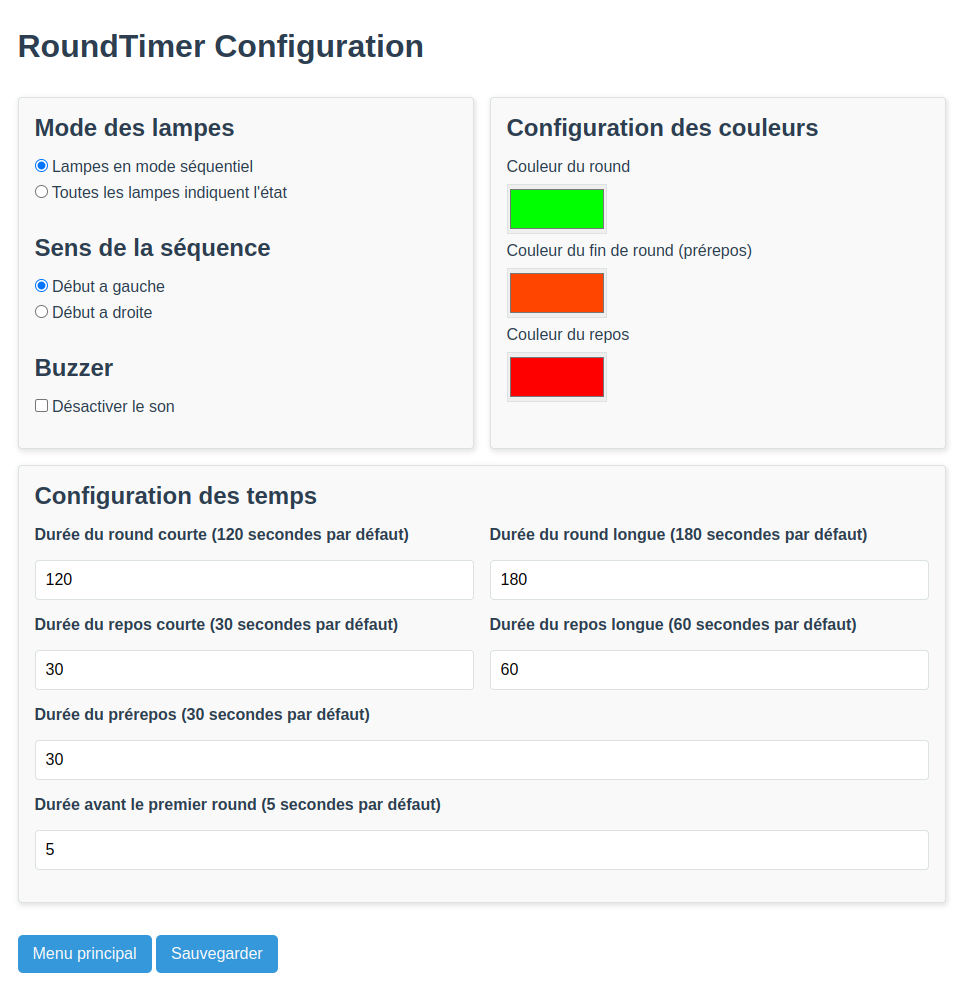 RoundTimer Configuration
Mode des lampes
Lampes en mode séquentiel
Toutes les lampes indiquent l'état
Sens de la séquence
Début a gauche
Début a droite
Buzzer
Désactiver le son
Configuration des couleurs
Couleur du round
Couleur du fin de round (prérepos)
Couleur du repos
Configuration des temps
Durée du round courte (120 secondes par défaut)
120
Durée du round longue (180 secondes par défaut)
180
Durée du repos courte (30 secondes par défaut)
30
Durée du repos longue (60 secondes par défaut)
60
Durée du prérepos (30 secondes par défaut)
30
Durée avant le premier round (5 secondes par défaut)
5
Menu principal
Sauvegarder